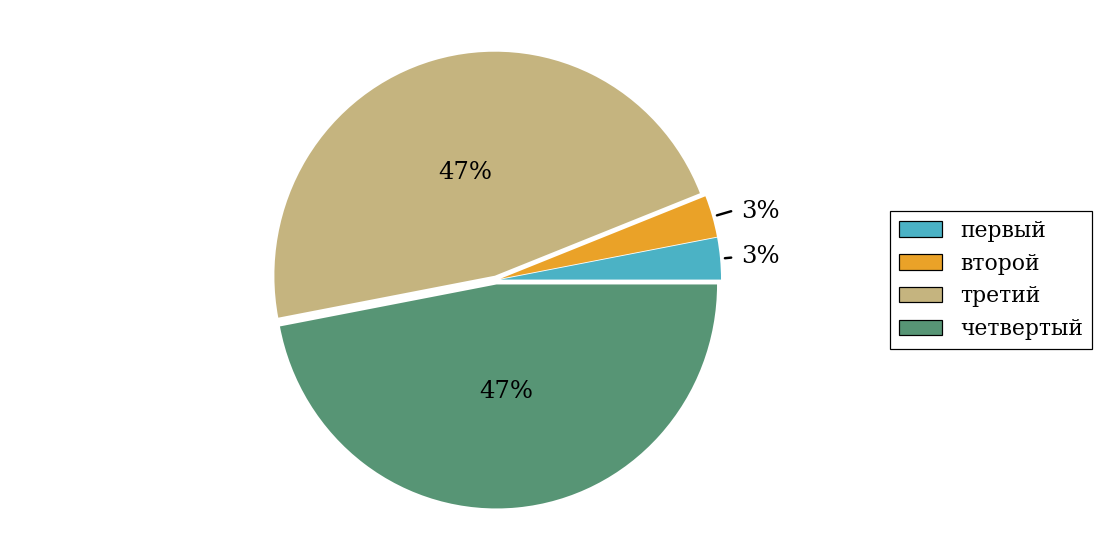 47%
3%
3%
47%
первый
второй
третий
четвертый